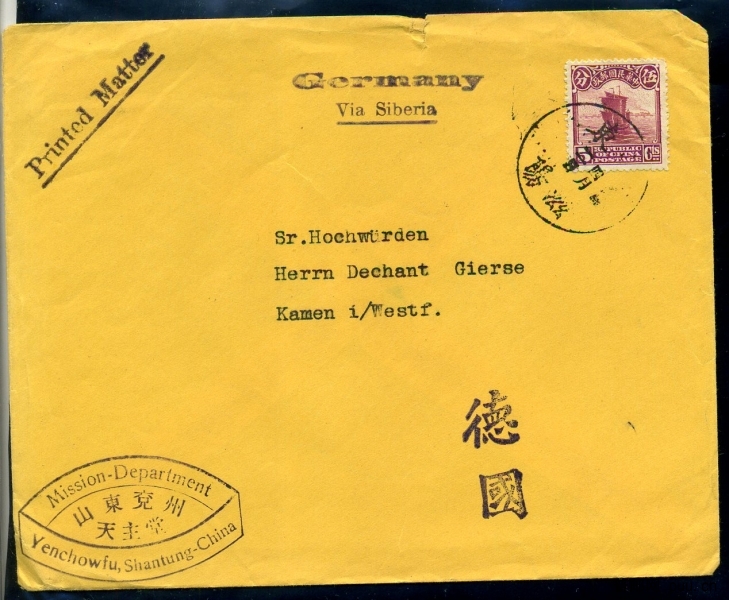 Printed Matter
Germany
Via Siberia
分 中華民國郵政 伍
5 REPUBLIC Cts
OF CHINA
POSTAGE
Sr.Hochwürden
Herrn Dechant Gierse
Kamen i/Westf.
德
國
Mission-Department
山東兗州
天主堂
Yenchowfu, Shantung-China